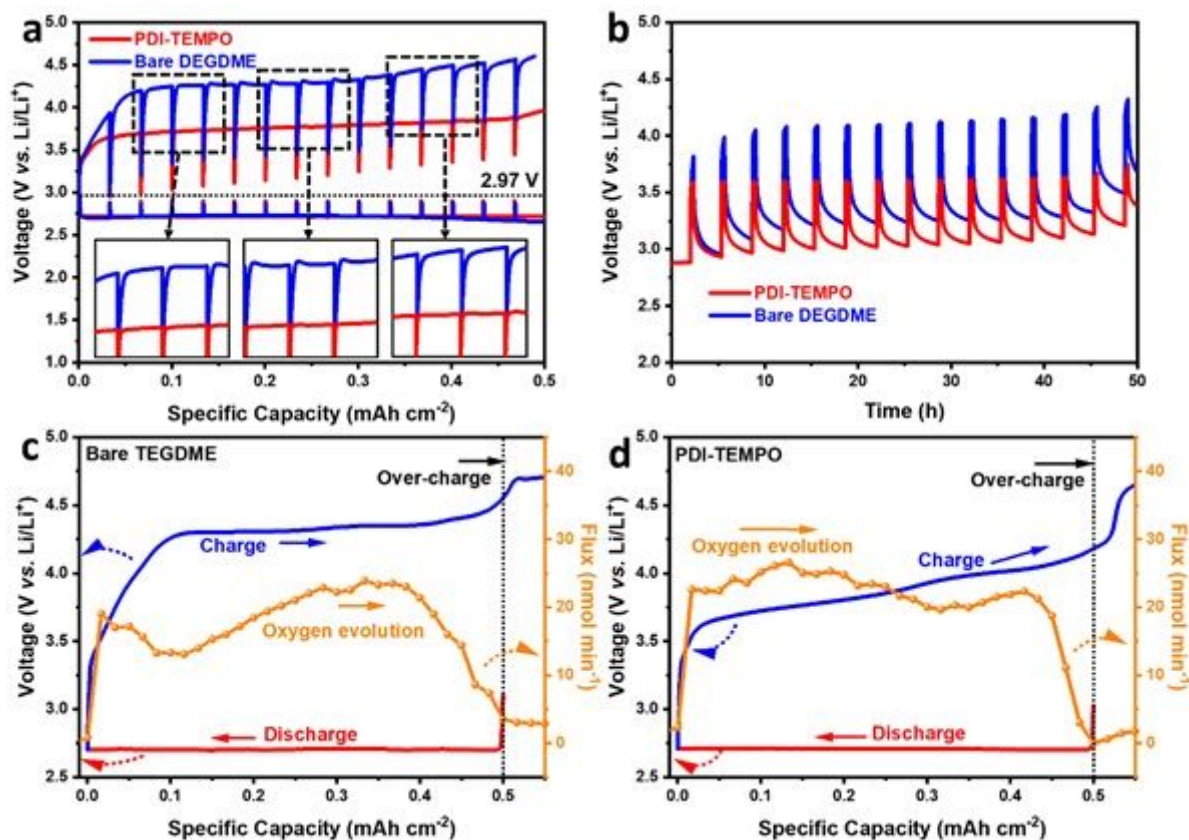 a
PDI-TEMPO
Bare DEGDME
2.97 V
Voltage (V vs. Li/Li⁺)
5.0
4.5
4.0
3.5
3.0
2.5
2.0
1.5
1.0
0.0 0.1 0.2 0.3 0.4 0.5
Specific Capacity (mAh cm⁻²)
b
PDI-TEMPO
Bare DEGDME
Voltage (V vs. Li/Li⁺)
5.0
4.5
4.0
3.5
3.0
2.5
2.0
0 10 20 30 40 50
Time (h)
c
Bare TEGDME
Over-charge
Charge
Oxygen evolution
Discharge
Voltage (V vs. Li/Li⁺)
5.0
4.5
4.0
3.5
3.0
2.5
Flux (nmol min⁻¹)
40
30
20
10
0
0.0 0.1 0.2 0.3 0.4 0.5
Specific Capacity (mAh cm⁻²)
d
PDI-TEMPO
Over-charge
Oxygen evolution
Charge
Discharge
Voltage (V vs. Li/Li⁺)
5.0
4.5
4.0
3.5
3.0
2.5
Flux (nmol min⁻¹)
40
30
20
10
0
0.0 0.1 0.2 0.3 0.4 0.5
Specific Capacity (mAh cm⁻²)